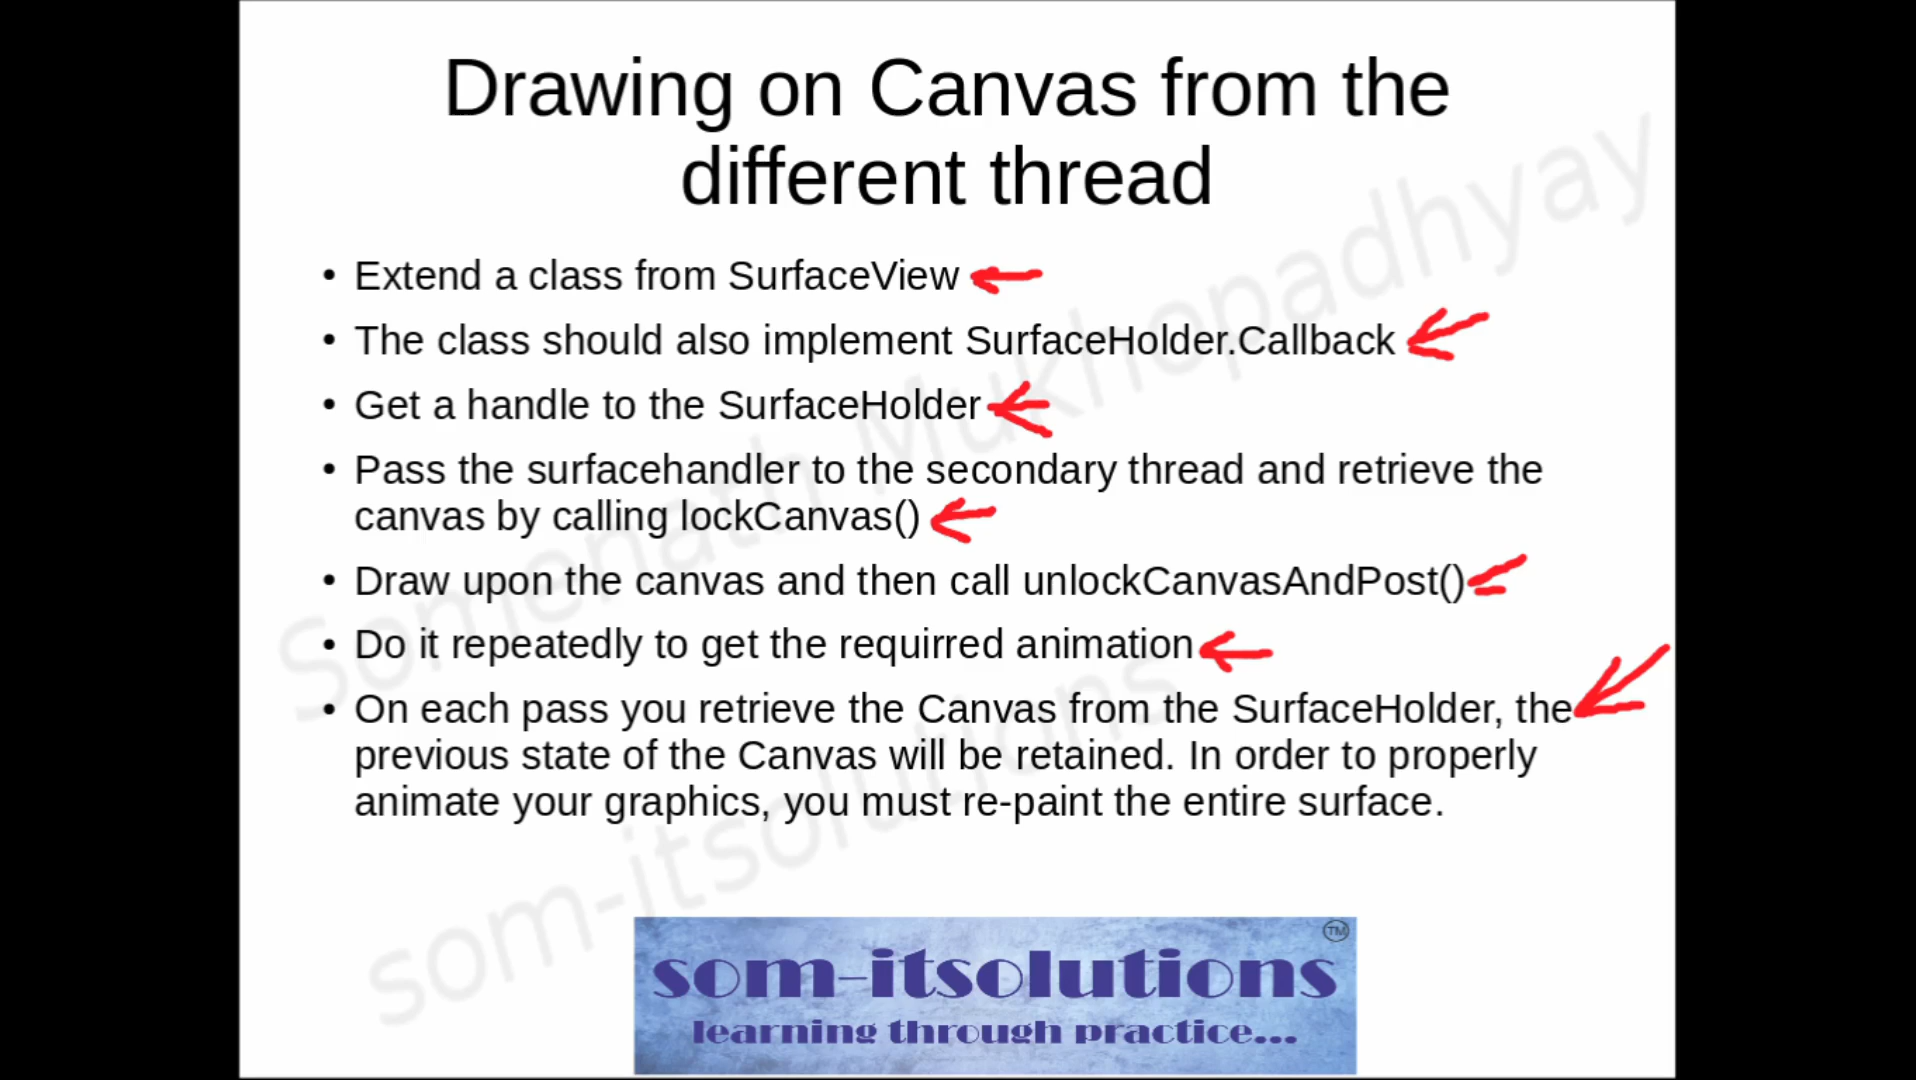 Drawing on Canvas from the
different thread
• Extend a class from SurfaceView
• The class should also implement SurfaceHolder.Callback
• Get a handle to the SurfaceHolder
• Pass the surfacehandler to the secondary thread and retrieve the
canvas by calling lockCanvas()
• Draw upon the canvas and then call unlockCanvasAndPost()
• Do it repeatedly to get the requirred animation
• On each pass you retrieve the Canvas from the SurfaceHolder, the
previous state of the Canvas will be retained. In order to properly
animate your graphics, you must re-paint the entire surface.
Somenath Mukhopadhyay
som-itsolutions
TM
som-itsolutions
learning through practice...